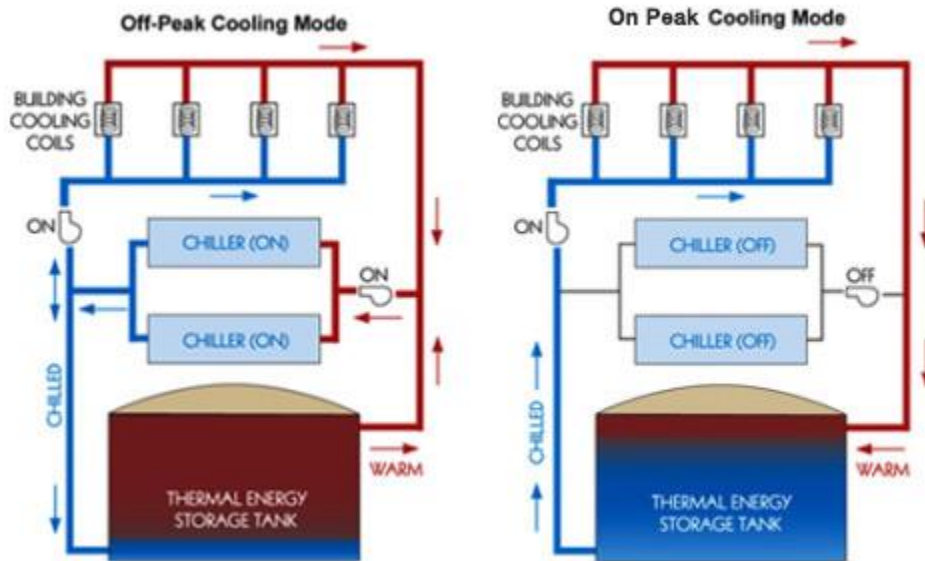 Off-Peak Cooling Mode
BUILDING
COOLING
COILS
ON
CHILLER (ON)
ON
CHILLER (ON)
CHILLED
WARM
THERMAL ENERGY
STORAGE TANK
On Peak Cooling Mode
BUILDING
COOLING
COILS
ON
CHILLER (OFF)
OFF
CHILLER (OFF)
CHILLED
WARM
THERMAL ENERGY
STORAGE TANK